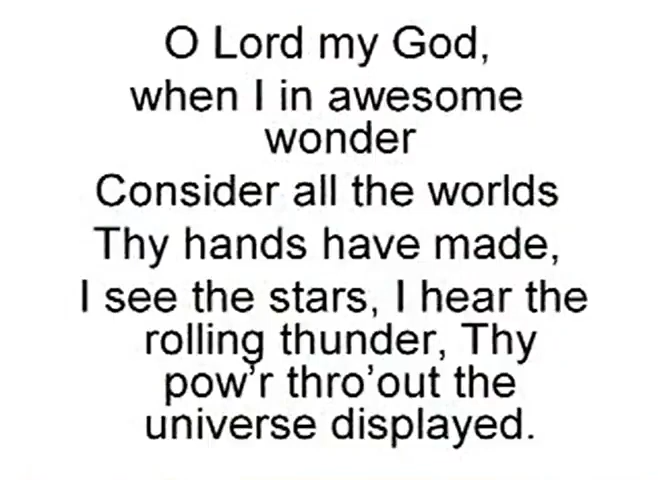 O Lord my God,
when I in awesome
wonder
Consider all the worlds
Thy hands have made,
I see the stars, I hear the
rolling thunder, Thy
pow'r thro'out the
universe displayed.